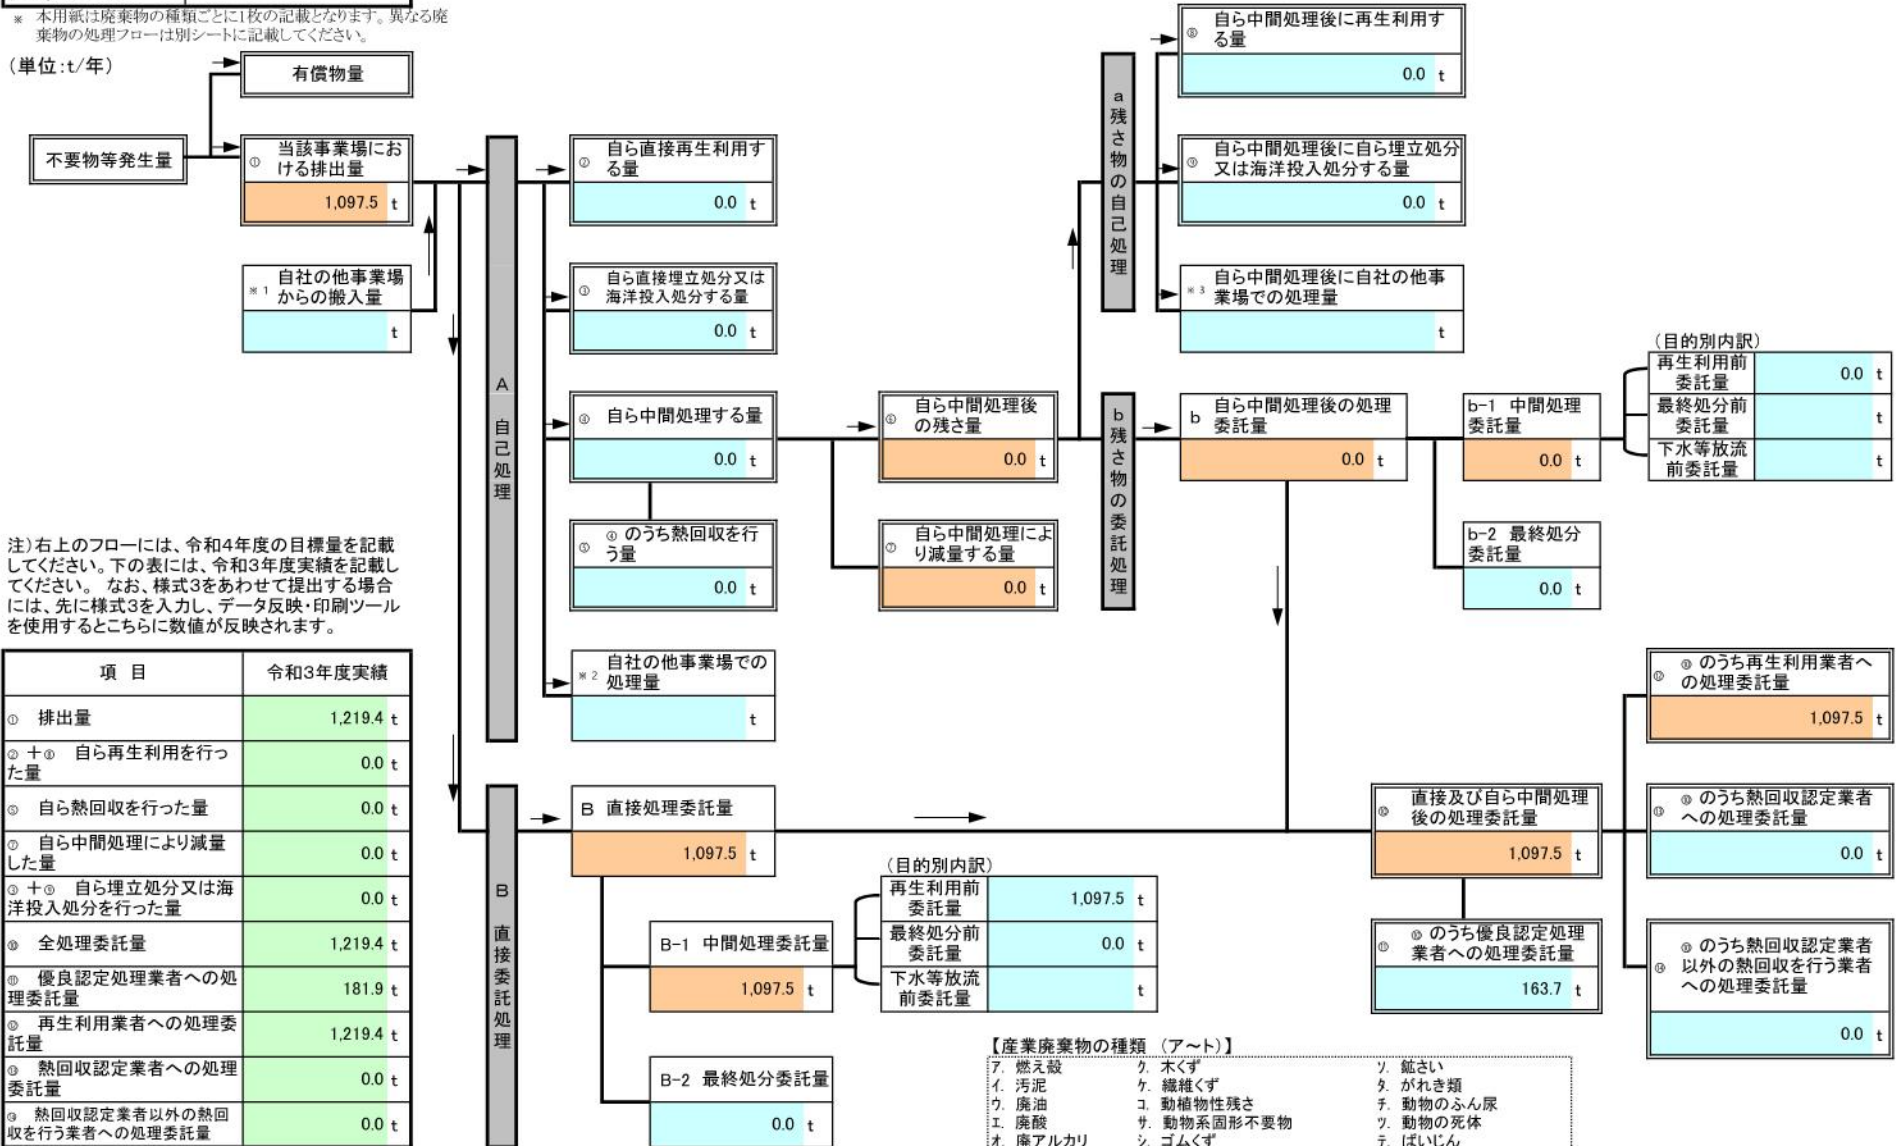 ※ 本用紙は廃棄物の種類ごとに1枚の記載となります。異なる廃
棄物の処理フローは別シートに記載してください。
(単位:t/年)
有償物量
不要物等発生量
① 当該事業場にお
ける排出量
1,097.5 t
※1 自社の他事業場
からの搬入量
t
A 自己処理
② 自ら直接再生利用す
る量
0.0 t
③ 自ら直接埋立処分又は
海洋投入処分する量
0.0 t
④ 自ら中間処理する量
0.0 t
⑤ ④ のうち熱回収を行
う量
0.0 t
※2 自社の他事業場での
処理量
t
⑥ 自ら中間処理後
の残さ量
0.0 t
⑦ 自ら中間処理によ
り減量する量
0.0 t
a 残さ物の自己処理
⑧ 自ら中間処理後に再生利用す
る量
0.0 t
⑨ 自ら中間処理後に自ら埋立処分
又は海洋投入処分する量
0.0 t
※3 自ら中間処理後に自社の他事
業場での処理量
t
b 残さ物の委託処理
b 自ら中間処理後の処理
委託量
0.0 t
b-1 中間処理
委託量
0.0 t
(目的別内訳)
再生利用前
委託量
0.0 t
最終処分前
委託量
t
下水等放流
前委託量
t
b-2 最終処分
委託量
0.0 t
注)右上のフローには、令和4年度の目標量を記載
してください。下の表には、令和3年度実績を記載し
てください。 なお、様式3をあわせて提出する場合
には、先に様式3を入力し、データ反映・印刷ツール
を使用するとこちらに数値が反映されます。
項 目 令和3年度実績
① 排出量 1,219.4 t
②+⑧ 自ら再生利用を行っ
た量
0.0 t
⑤ 自ら熱回収を行った量 0.0 t
⑦ 自ら中間処理により減量
した量
0.0 t
③+⑨ 自ら埋立処分又は海
洋投入処分を行った量
0.0 t
⑩ 全処理委託量 1,219.4 t
⑪ 優良認定処理業者への処
理委託量
181.9 t
⑫ 再生利用業者への処理委
託量
1,219.4 t
⑬ 熱回収認定業者への処理
委託量
0.0 t
⑭ 熱回収認定業者以外の熱回
収を行う業者への処理委託量
0.0 t
B 直接委託処理
B 直接処理委託量
1,097.5 t
B-1 中間処理委託量
1,097.5 t
(目的別内訳)
再生利用前
委託量
1,097.5 t
最終処分前
委託量
0.0 t
下水等放流
前委託量
t
B-2 最終処分委託量
0.0 t
⑩ 直接及び自ら中間処理
後の処理委託量
1,097.5 t
⑪ ⑩ のうち優良認定処理
業者への処理委託量
163.7 t
⑫ ⑩ のうち再生利用業者へ
の処理委託量
1,097.5 t
⑬ ⑩ のうち熱回収認定業者
への処理委託量
0.0 t
⑭ ⑩ のうち熱回収認定業者
以外の熱回収を行う業者
への処理委託量
0.0 t
【産業廃棄物の種類 (ア～ト)】
ア. 燃え殻 ク. 木くず ソ. 鉱さい
イ. 汚泥 ケ. 繊維くず タ. がれき類
ウ. 廃油 コ. 動植物性残さ チ. 動物のふん尿
エ. 廃酸 サ. 動物系固形不要物 ツ. 動物の死体
オ. 廃アルカリ シ. ゴムくず テ. ばいじん